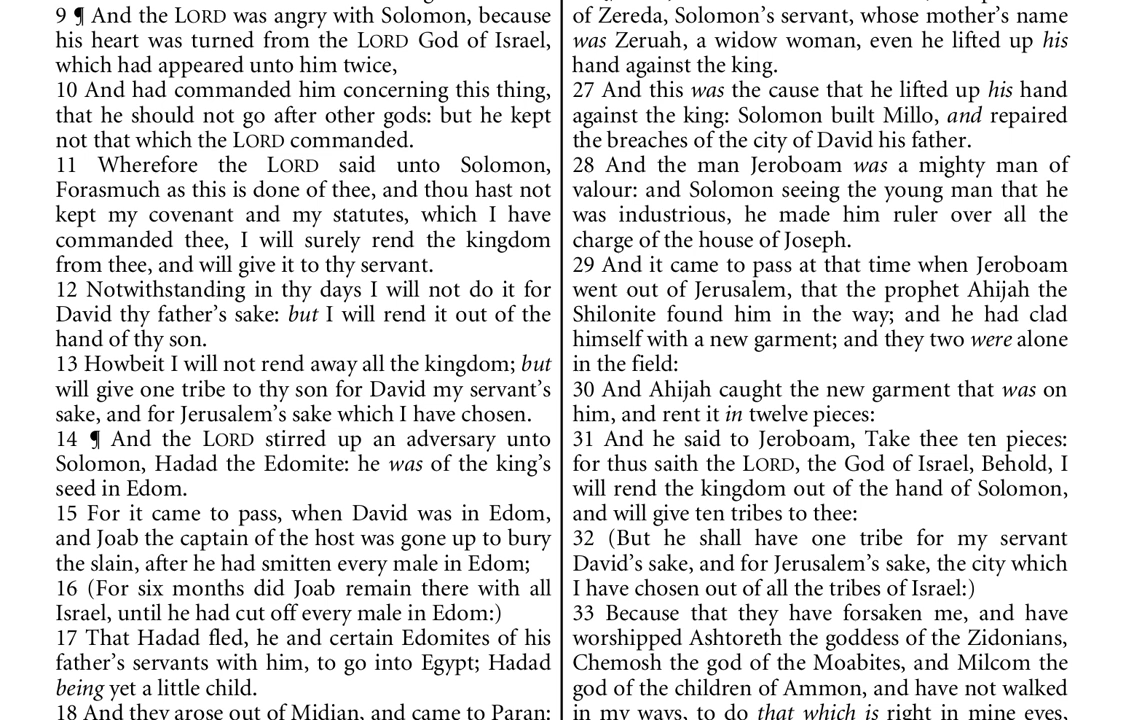 9 ¶ And the LORD was angry with Solomon, because
his heart was turned from the LORD God of Israel,
which had appeared unto him twice,
10 And had commanded him concerning this thing,
that he should not go after other gods: but he kept
not that which the LORD commanded.
11 Wherefore the LORD said unto Solomon,
Forasmuch as this is done of thee, and thou hast not
kept my covenant and my statutes, which I have
commanded thee, I will surely rend the kingdom
from thee, and will give it to thy servant.
12 Notwithstanding in thy days I will not do it for
David thy father’s sake: but I will rend it out of the
hand of thy son.
13 Howbeit I will not rend away all the kingdom; but
will give one tribe to thy son for David my servant’s
sake, and for Jerusalem’s sake which I have chosen.
14 ¶ And the LORD stirred up an adversary unto
Solomon, Hadad the Edomite: he was of the king’s
seed in Edom.
15 For it came to pass, when David was in Edom,
and Joab the captain of the host was gone up to bury
the slain, after he had smitten every male in Edom;
16 (For six months did Joab remain there with all
Israel, until he had cut off every male in Edom:)
17 That Hadad fled, he and certain Edomites of his
father’s servants with him, to go into Egypt; Hadad
being yet a little child.
18 And they arose out of Midian, and came to Paran:
of Zereda, Solomon’s servant, whose mother’s name
was Zeruah, a widow woman, even he lifted up his
hand against the king.
27 And this was the cause that he lifted up his hand
against the king: Solomon built Millo, and repaired
the breaches of the city of David his father.
28 And the man Jeroboam was a mighty man of
valour: and Solomon seeing the young man that he
was industrious, he made him ruler over all the
charge of the house of Joseph.
29 And it came to pass at that time when Jeroboam
went out of Jerusalem, that the prophet Ahijah the
Shilonite found him in the way; and he had clad
himself with a new garment; and they two were alone
in the field:
30 And Ahijah caught the new garment that was on
him, and rent it in twelve pieces:
31 And he said to Jeroboam, Take thee ten pieces:
for thus saith the LORD, the God of Israel, Behold, I
will rend the kingdom out of the hand of Solomon,
and will give ten tribes to thee:
32 (But he shall have one tribe for my servant
David’s sake, and for Jerusalem’s sake, the city which
I have chosen out of all the tribes of Israel:)
33 Because that they have forsaken me, and have
worshipped Ashtoreth the goddess of the Zidonians,
Chemosh the god of the Moabites, and Milcom the
god of the children of Ammon, and have not walked
in my ways, to do that which is right in mine eyes,